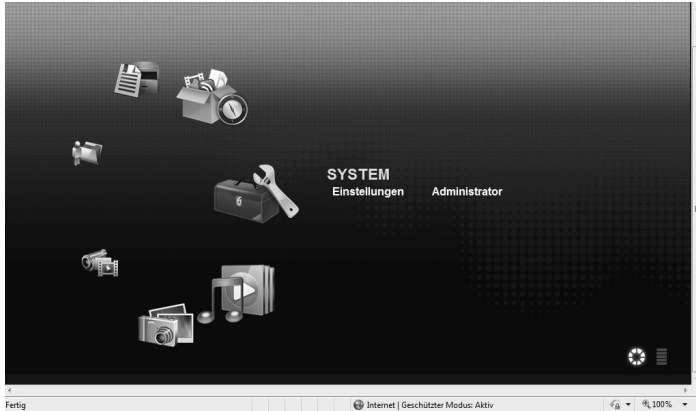 SYSTEM
Einstellungen Administrator
Fertig Internet | Geschützter Modus: Aktiv 100%